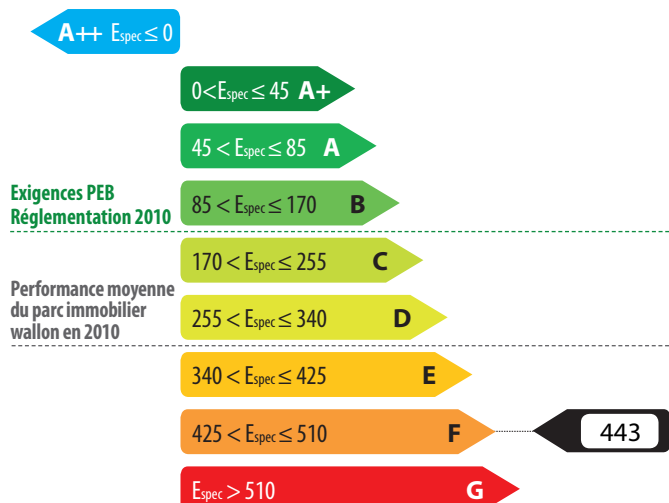 A++ Espec ≤ 0
0<Espec ≤ 45 A+
45 < Espec ≤ 85 A
Exigences PEB
Réglementation 2010
85 < Espec ≤ 170 B
170 < Espec ≤ 255 C
Performance moyenne
du parc immobilier
wallon en 2010
255 < Espec ≤ 340 D
340 < Espec ≤ 425 E
425 < Espec ≤ 510 F
443
Espec > 510 G